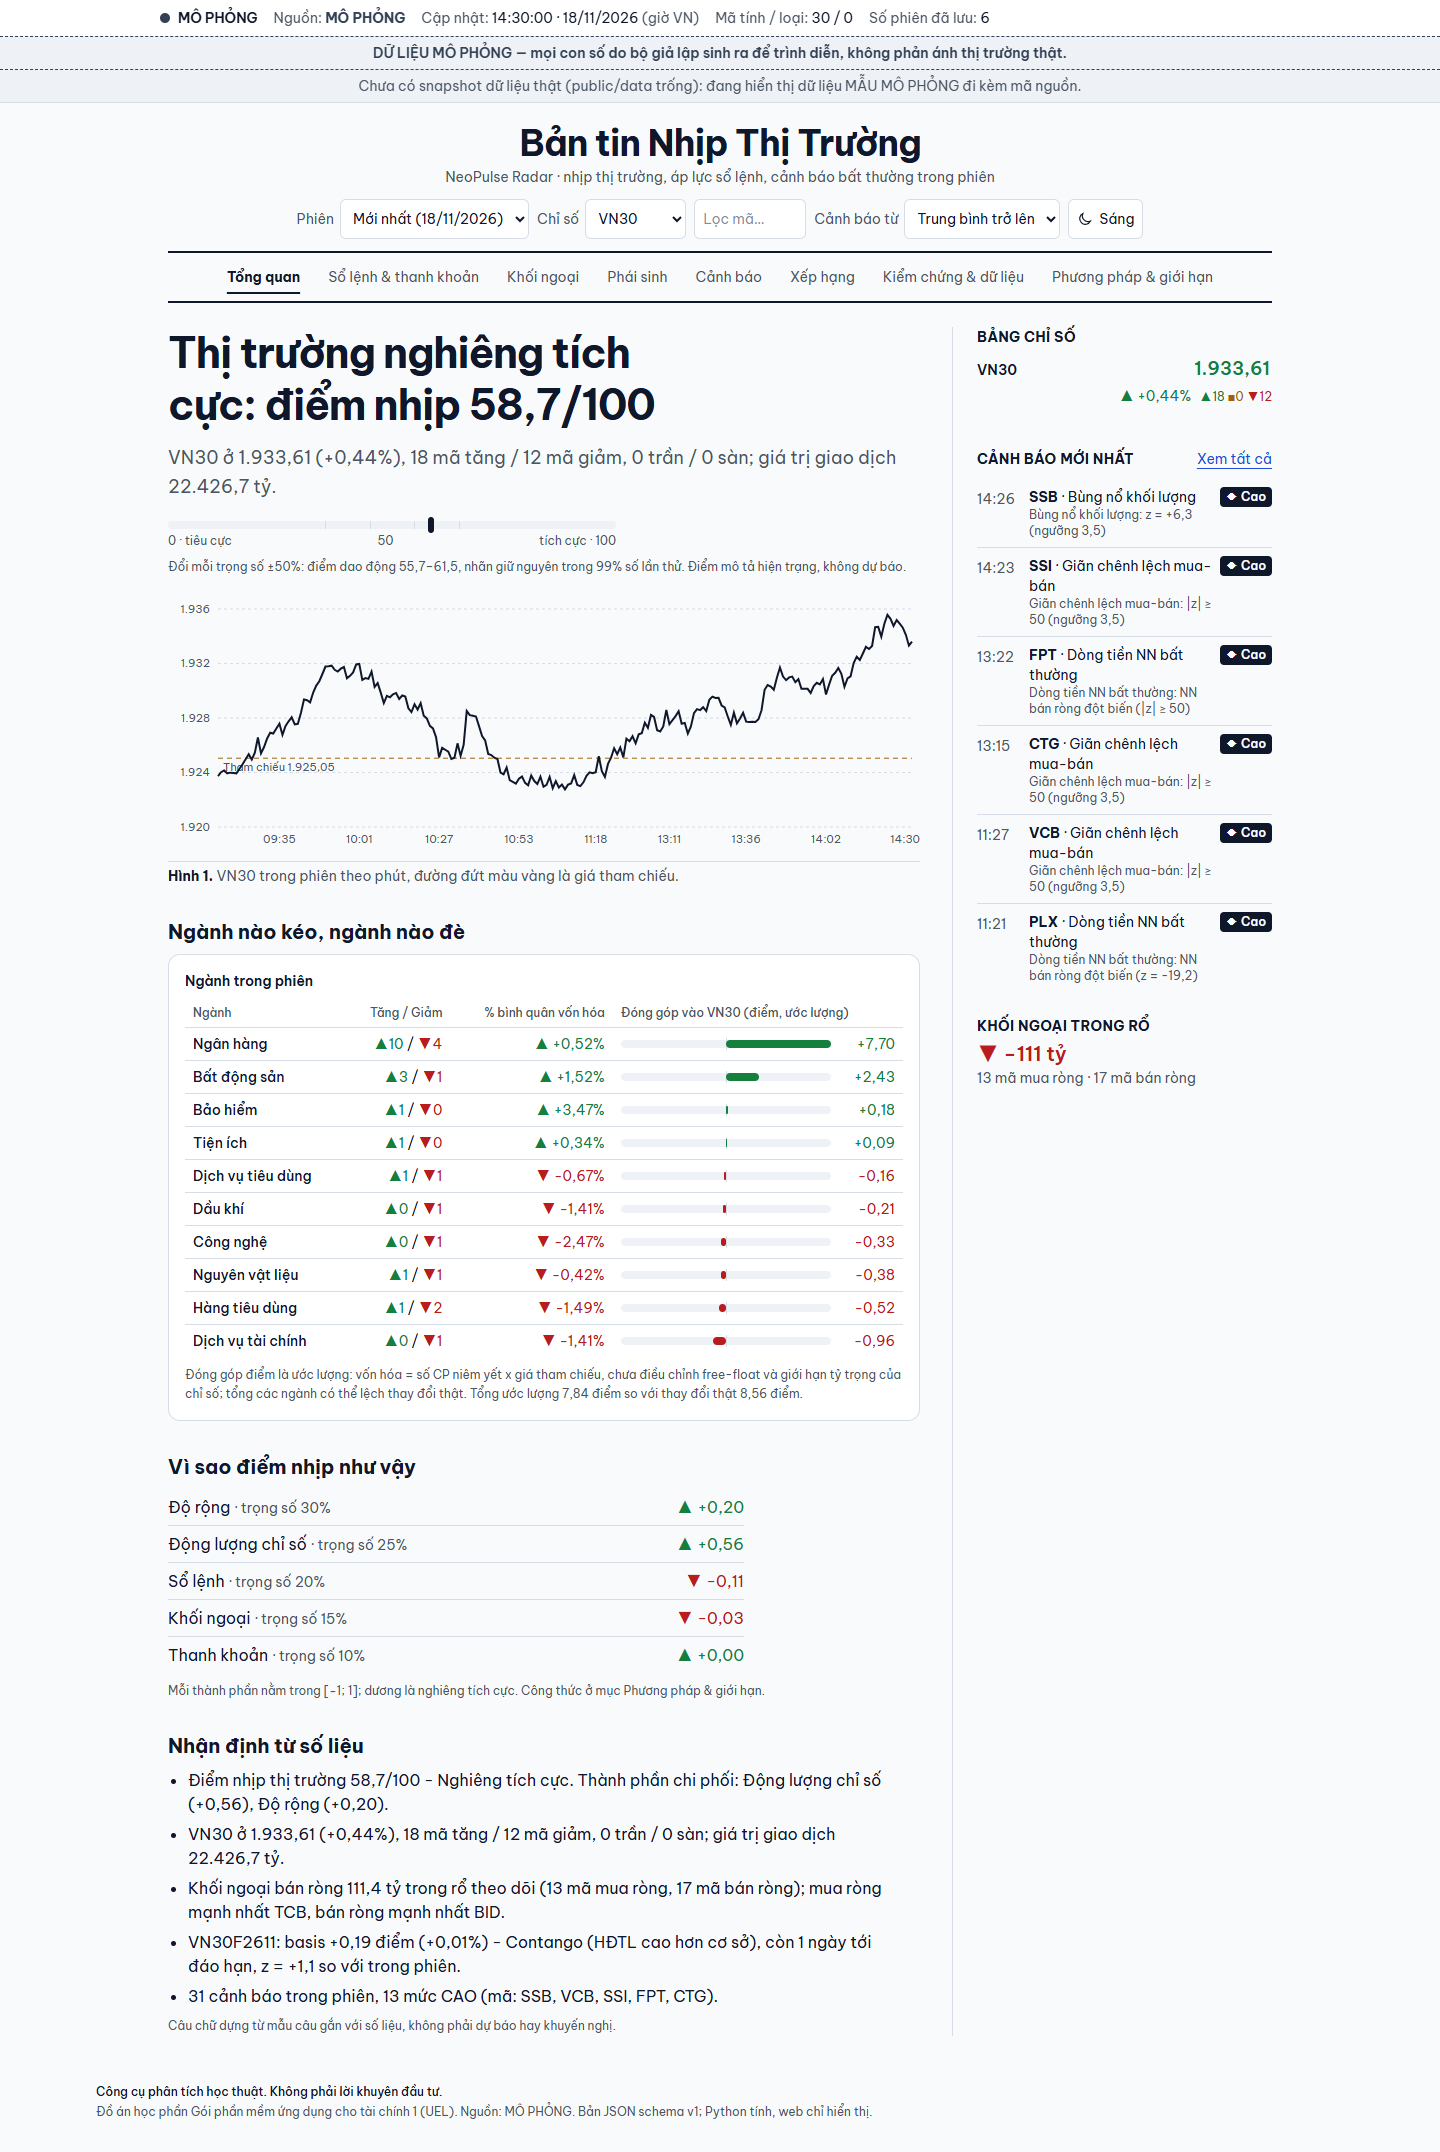 MÔ PHỎNG Nguồn: MÔ PHỎNG Cập nhật: 14:30:00 · 18/11/2026 (giờ VN) Mã tính / loại: 30 / 0 Số phiên đã lưu: 6
DỮ LIỆU MÔ PHỎNG — mọi con số do bộ giả lập sinh ra để trình diễn, không phản ánh thị trường thật.
Chưa có snapshot dữ liệu thật (public/data trống): đang hiển thị dữ liệu MẪU MÔ PHỎNG đi kèm mã nguồn.
Bản tin Nhịp Thị Trường
NeoPulse Radar · nhịp thị trường, áp lực sổ lệnh, cảnh báo bất thường trong phiên
Phiên Mới nhất (18/11/2026) Chỉ số VN30 Lọc mã... Cảnh báo từ Trung bình trở lên Sáng
Tổng quan Sổ lệnh & thanh khoản Khối ngoại Phái sinh Cảnh báo Xếp hạng Kiểm chứng & dữ liệu Phương pháp & giới hạn
Thị trường nghiêng tích
cực: điểm nhịp 58,7/100
VN30 ở 1.933,61 (+0,44%), 18 mã tăng / 12 mã giảm, 0 trần / 0 sàn; giá trị giao dịch
22.426,7 tỷ.
0 · tiêu cực 50 tích cực · 100
Đổi mỗi trọng số ±50%: điểm dao động 55,7–61,5, nhãn giữ nguyên trong 99% số lần thử. Điểm mô tả hiện trạng, không dự báo.
1.936
1.932
1.928
Tham chiếu 1.925,05
1.924
1.920
09:35 10:01 10:27 10:53 11:18 13:11 13:36 14:02 14:30
Hình 1. VN30 trong phiên theo phút, đường đứt màu vàng là giá tham chiếu.
Ngành nào kéo, ngành nào đè
Ngành trong phiên
Ngành Tăng / Giảm % bình quân vốn hóa Đóng góp vào VN30 (điểm, ước lượng)
Ngân hàng ▲10 / ▼4 ▲ +0,52% +7,70
Bất động sản ▲3 / ▼1 ▲ +1,52% +2,43
Bảo hiểm ▲1 / ▼0 ▲ +3,47% +0,18
Tiện ích ▲1 / ▼0 ▲ +0,34% +0,09
Dịch vụ tiêu dùng ▲1 / ▼1 ▼ -0,67% -0,16
Dầu khí ▲0 / ▼1 ▼ -1,41% -0,21
Công nghệ ▲0 / ▼1 ▼ -2,47% -0,33
Nguyên vật liệu ▲1 / ▼1 ▼ -0,42% -0,38
Hàng tiêu dùng ▲1 / ▼2 ▼ -1,49% -0,52
Dịch vụ tài chính ▲0 / ▼1 ▼ -1,41% -0,96
Đóng góp điểm là ước lượng: vốn hóa = số CP niêm yết x giá tham chiếu, chưa điều chỉnh free-float và giới hạn tỷ trọng của
chỉ số; tổng các ngành có thể lệch thay đổi thật. Tổng ước lượng 7,84 điểm so với thay đổi thật 8,56 điểm.
Vì sao điểm nhịp như vậy
Độ rộng · trọng số 30% ▲ +0,20
Động lượng chỉ số · trọng số 25% ▲ +0,56
Sổ lệnh · trọng số 20% ▼ -0,11
Khối ngoại · trọng số 15% ▼ -0,03
Thanh khoản · trọng số 10% ▲ +0,00
Mỗi thành phần nằm trong [-1; 1]; dương là nghiêng tích cực. Công thức ở mục Phương pháp & giới hạn.
Nhận định từ số liệu
• Điểm nhịp thị trường 58,7/100 - Nghiêng tích cực. Thành phần chi phối: Động lượng chỉ số
(+0,56), Độ rộng (+0,20).
• VN30 ở 1.933,61 (+0,44%), 18 mã tăng / 12 mã giảm, 0 trần / 0 sàn; giá trị giao dịch
22.426,7 tỷ.
• Khối ngoại bán ròng 111,4 tỷ trong rổ theo dõi (13 mã mua ròng, 17 mã bán ròng); mua ròng
mạnh nhất TCB, bán ròng mạnh nhất BID.
• VN30F2611: basis +0,19 điểm (+0,01%) - Contango (HĐTL cao hơn cơ sở), còn 1 ngày tới
đáo hạn, z = +1,1 so với trong phiên.
• 31 cảnh báo trong phiên, 13 mức CAO (mã: SSB, VCB, SSI, FPT, CTG).
Câu chữ dựng từ mẫu câu gắn với số liệu, không phải dự báo hay khuyến nghị.
BẢNG CHỈ SỐ
VN30 1.933,61
▲ +0,44% ▲18 ■0 ▼12
CẢNH BÁO MỚI NHẤT Xem tất cả
14:26 SSB · Bùng nổ khối lượng Cao
Bùng nổ khối lượng: z = +6,3
(ngưỡng 3,5)
14:23 SSI · Giãn chênh lệch mua- Cao
bán
Giãn chênh lệch mua-bán: |z| ≥
50 (ngưỡng 3,5)
13:22 FPT · Dòng tiền NN bất Cao
thường
Dòng tiền NN bất thường: NN
bán ròng đột biến (|z| ≥ 50)
13:15 CTG · Giãn chênh lệch Cao
mua-bán
Giãn chênh lệch mua-bán: |z| ≥
50 (ngưỡng 3,5)
11:27 VCB · Giãn chênh lệch Cao
mua-bán
Giãn chênh lệch mua-bán: |z| ≥
50 (ngưỡng 3,5)
11:21 PLX · Dòng tiền NN bất Cao
thường
Dòng tiền NN bất thường: NN
bán ròng đột biến (z = -19,2)
KHỐI NGOẠI TRONG RỔ
▼ -111 tỷ
13 mã mua ròng · 17 mã bán ròng
Công cụ phân tích học thuật. Không phải lời khuyên đầu tư.
Đồ án học phần Gói phần mềm ứng dụng cho tài chính 1 (UEL). Nguồn: MÔ PHỎNG. Bản JSON schema v1; Python tính, web chỉ hiển thị.